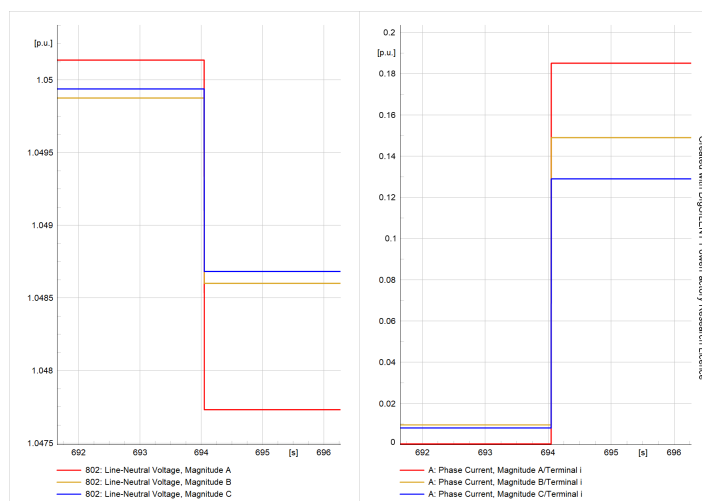 [p.u.]
1.05
1.0495
1.049
1.0485
1.048
1.0475
692 693 694 695 [s] 696
802: Line-Neutral Voltage, Magnitude A
802: Line-Neutral Voltage, Magnitude B
802: Line-Neutral Voltage, Magnitude C
0.2
[p.u.]
0.18
0.16
0.14
0.12
0.1
0.08
0.06
0.04
0.02
0
692 693 694 695 [s] 696
A: Phase Current, Magnitude A/Terminal i
A: Phase Current, Magnitude B/Terminal i
A: Phase Current, Magnitude C/Terminal i
Research Licence